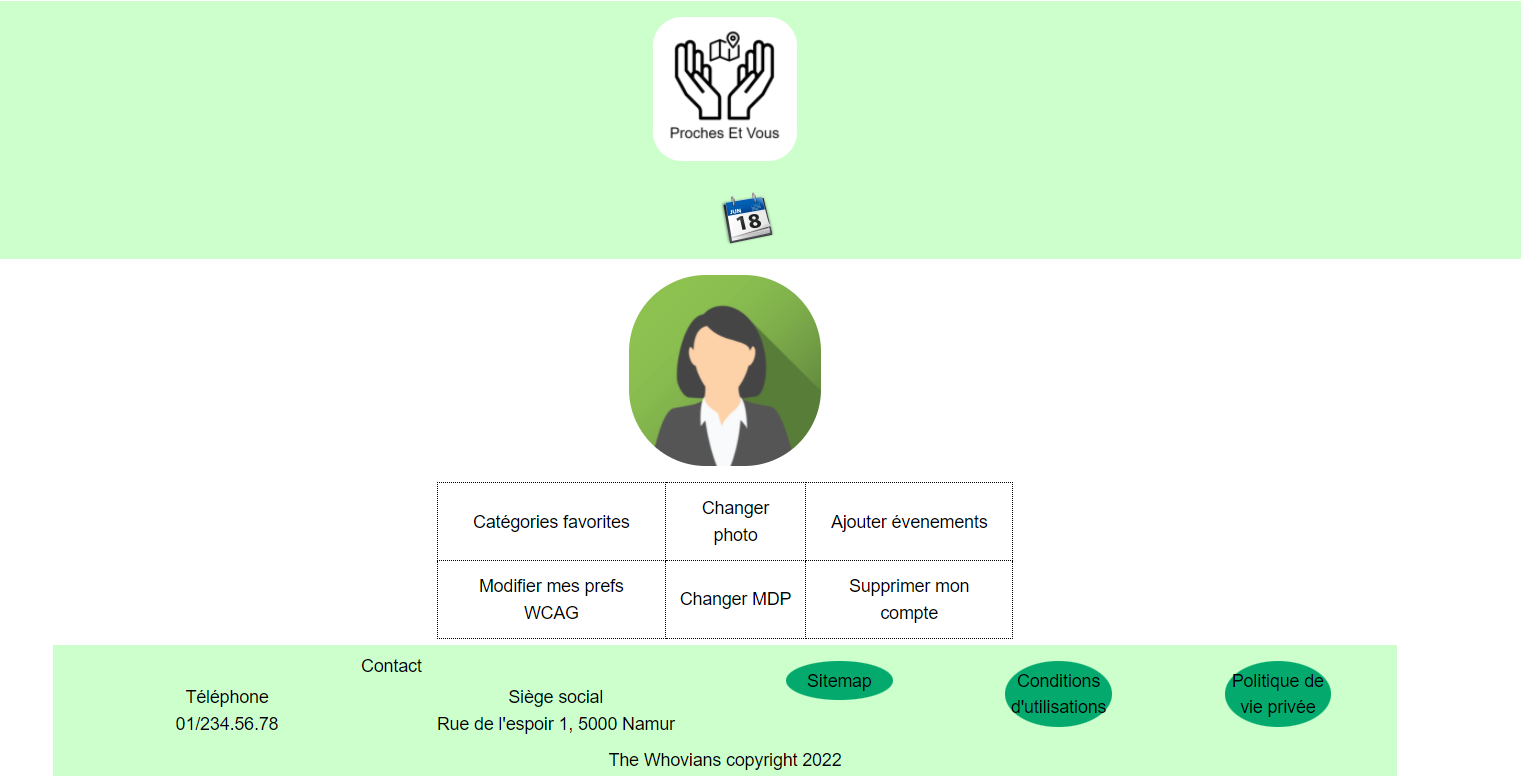 Proches Et Vous
JUN
18
Catégories favorites
Changer
photo
Ajouter évenements
Modifier mes prefs
WCAG
Changer MDP
Supprimer mon
compte
Contact
Téléphone
01/234.56.78
Siège social
Rue de l'espoir 1, 5000 Namur
Sitemap
Conditions
d'utilisations
Politique de
vie privée
The Whovians copyright 2022